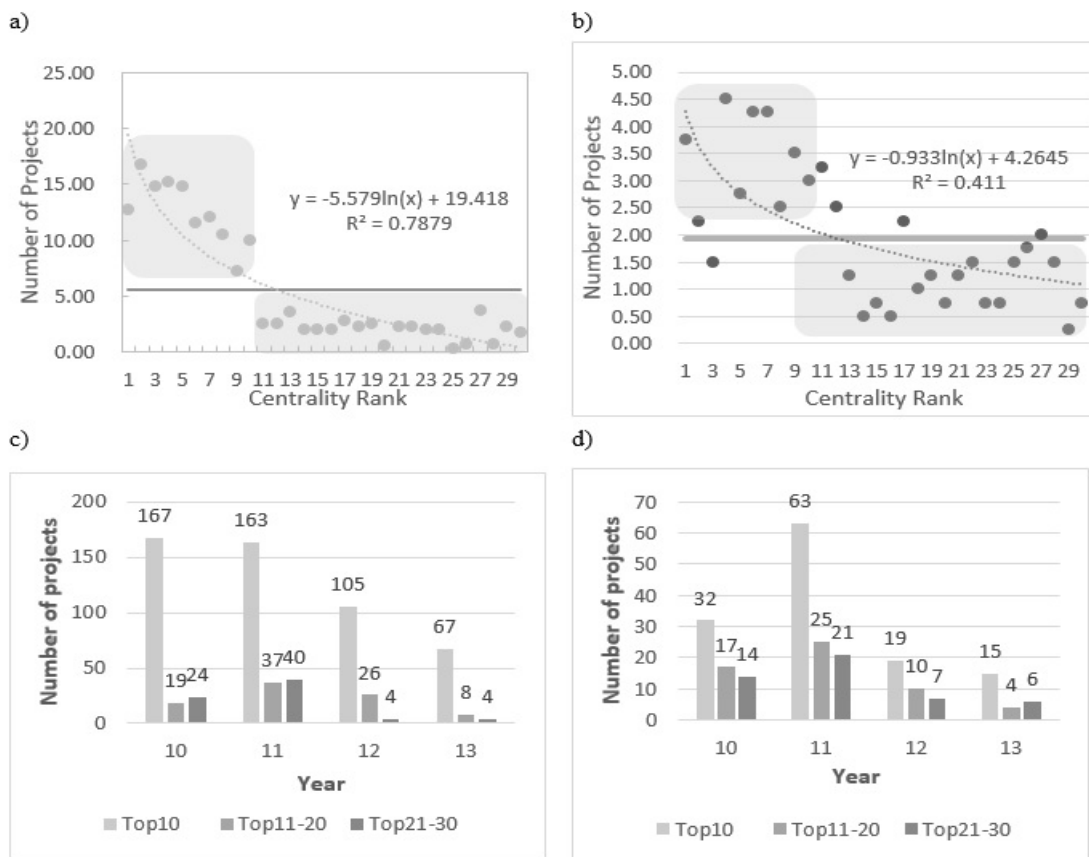 a)
25.00
20.00
15.00
10.00
5.00
0.00
Number of Projects
y = -5.579ln(x) + 19.418
R² = 0.7879
1 3 5 7 9 11 13 15 17 19 21 23 25 27 29
Centrality Rank
b)
5.00
4.50
4.00
3.50
3.00
2.50
2.00
1.50
1.00
0.50
0.00
Number of Projects
y = -0.933ln(x) + 4.2645
R² = 0.411
1 3 5 7 9 11 13 15 17 19 21 23 25 27 29
Centrality Rank
c)
200
150
100
50
0
Number of projects
167 19 24
163 37 40
105 26 4
67 8 4
10 11 12 13
Year
Top10 Top11-20 Top21-30
d)
70
60
50
40
30
20
10
0
Number of projects
32 17 14
63 25 21
19 10 7
15 4 6
10 11 12 13
Year
Top10 Top11-20 Top21-30